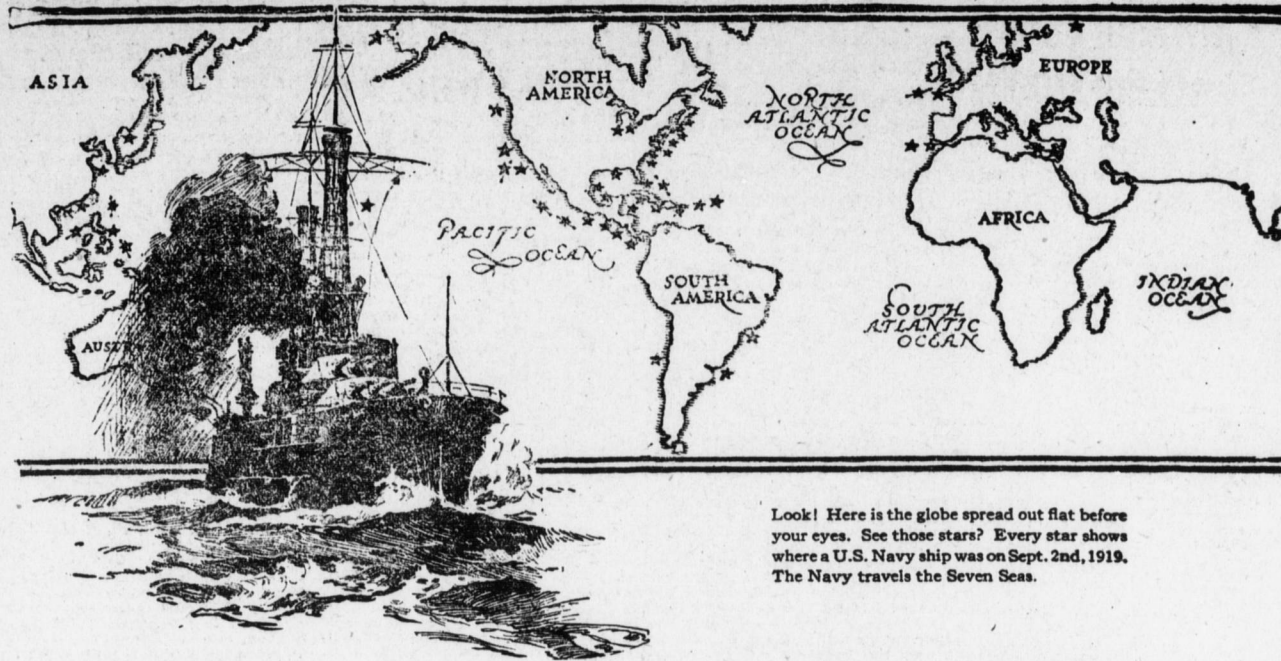 ASIA
NORTH
AMERICA
NORTH
ATLANTIC
OCEAN
EUROPE
PACIFIC
OCEAN
AFRICA
SOUTH
AMERICA
SOUTH
ATLANTIC
OCEAN
INDIAN
OCEAN
AUST
Look! Here is the globe spread out flat before
your eyes. See those stars? Every star shows
where a U.S. Navy ship was on Sept. 2nd, 1919.
The Navy travels the Seven Seas.